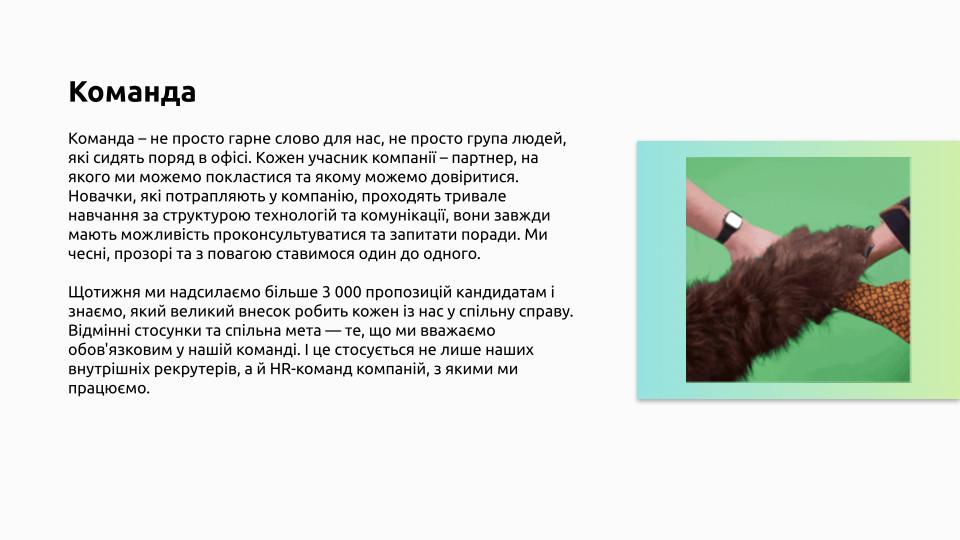 Команда
Команда – не просто гарне слово для нас, не просто група людей,
які сидять поряд в офісі. Кожен учасник компанії – партнер, на
якого ми можемо покластися та якому можемо довіритися.
Новачки, які потрапляють у компанію, проходять тривале
навчання за структурою технологій та комунікації, вони завжди
мають можливість проконсультуватися та запитати поради. Ми
чесні, прозорі та з повагою ставимося один до одного.
Щотижня ми надсилаємо більше 3 000 пропозицій кандидатам і
знаємо, який великий внесок робить кожен із нас у спільну справу.
Відмінні стосунки та спільна мета — те, що ми вважаємо
обов'язковим у нашій команді. І це стосується не лише наших
внутрішніх рекрутерів, а й HR-команд компаній, з якими ми
працюємо.